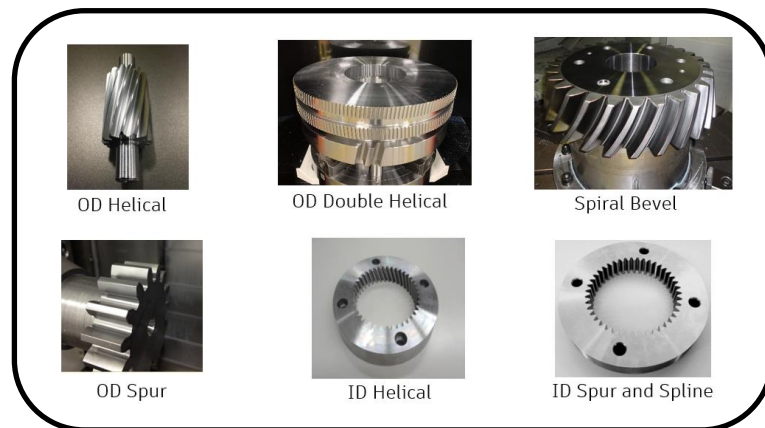 OD Helical
OD Double Helical
Spiral Bevel
OD Spur
ID Helical
ID Spur and Spline